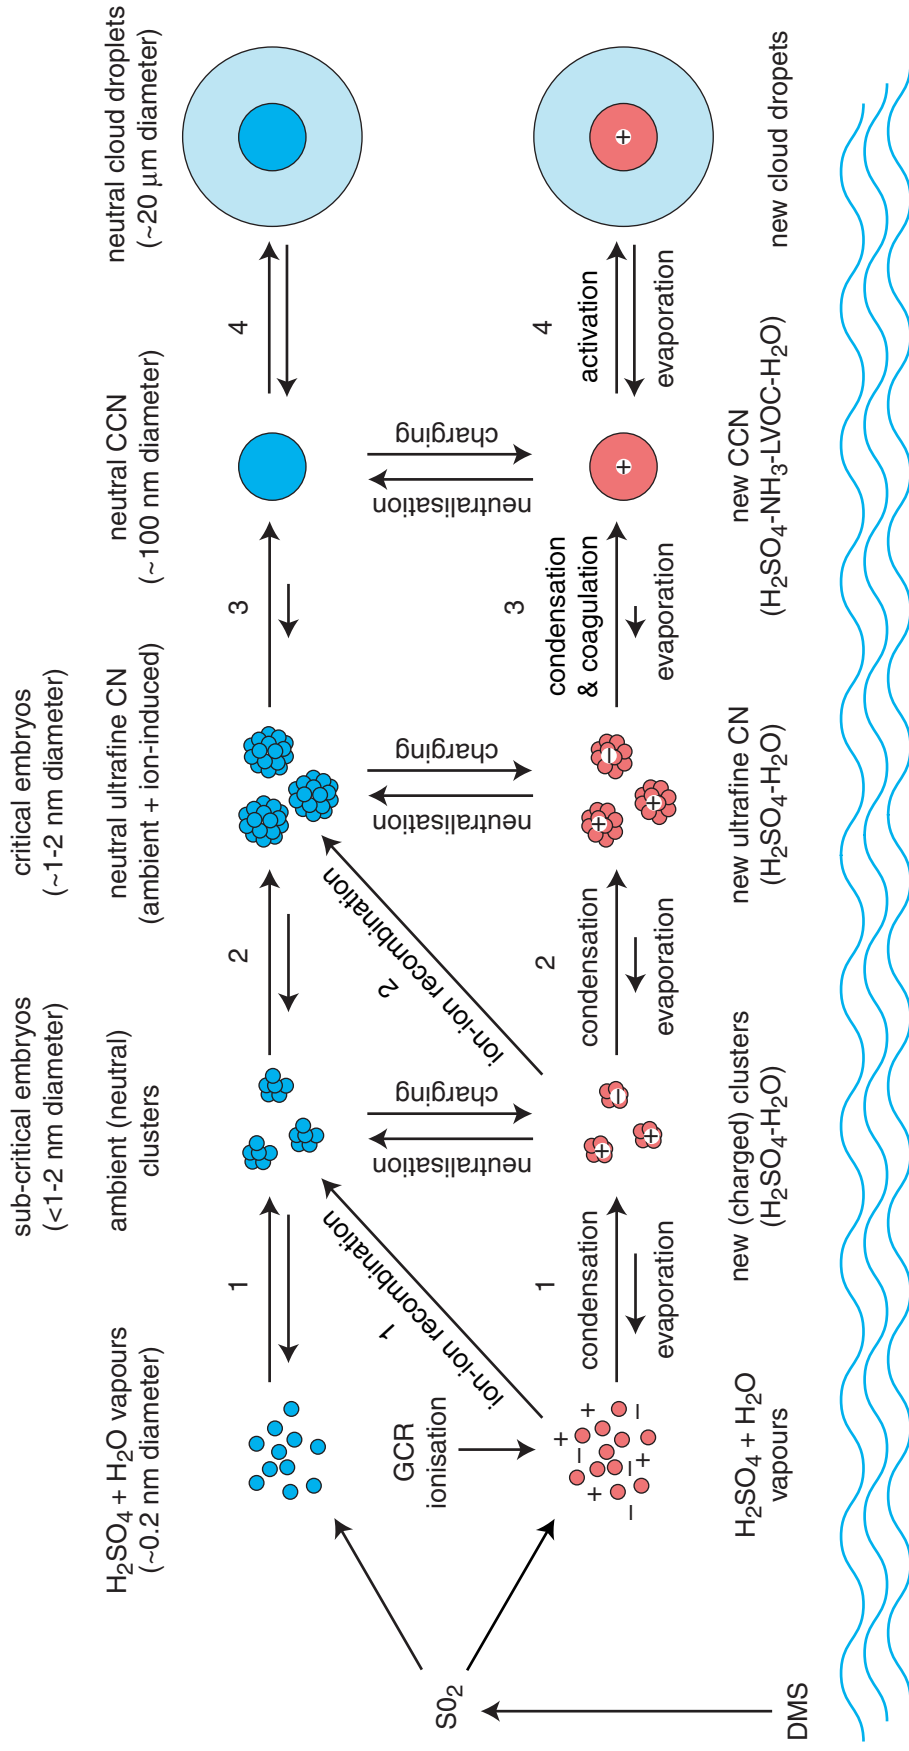 sub-critical embryos
(<1-2 nm diameter)
critical embryos
(~1-2 nm diameter)
H2SO4 + H2O vapours
(~0.2 nm diameter)
ambient (neutral)
clusters
neutral ultrafine CN
(ambient + ion-induced)
neutral CCN
(~100 nm diameter)
neutral cloud droplets
(~20 μm diameter)
1
2
3
4
GCR
ionisation
ion-ion recombination
1
ion-ion recombination
2
neutralisation
charging
neutralisation
charging
neutralisation
charging
SO2
DMS
1
condensation
evaporation
2
condensation
evaporation
3
condensation
& coagulation
evaporation
4
activation
evaporation
+
+
+
+
−
−
−
−
+
+
−
+
+
−
+
+
H2SO4 + H2O
vapours
new (charged) clusters
(H2SO4-H2O)
new ultrafine CN
(H2SO4-H2O)
new CCN
(H2SO4-NH3-LVOC-H2O)
new cloud dropets